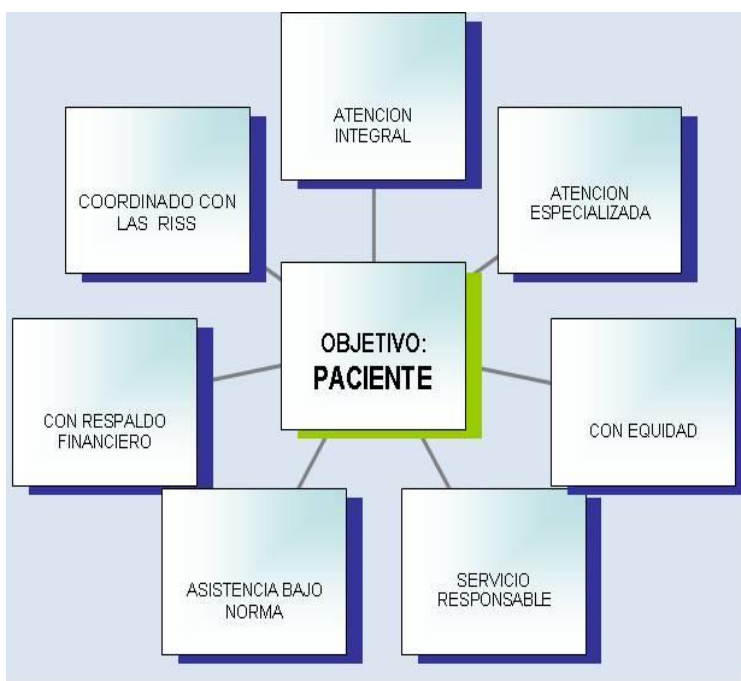 ATENCION
INTEGRAL
COORDINADO CON
LAS RISS
ATENCION
ESPECIALIZADA
OBJETIVO:
PACIENTE
CON RESPALDO
FINANCIERO
CON EQUIDAD
ASISTENCIA BAJO
NORMA
SERVICIO
RESPONSABLE